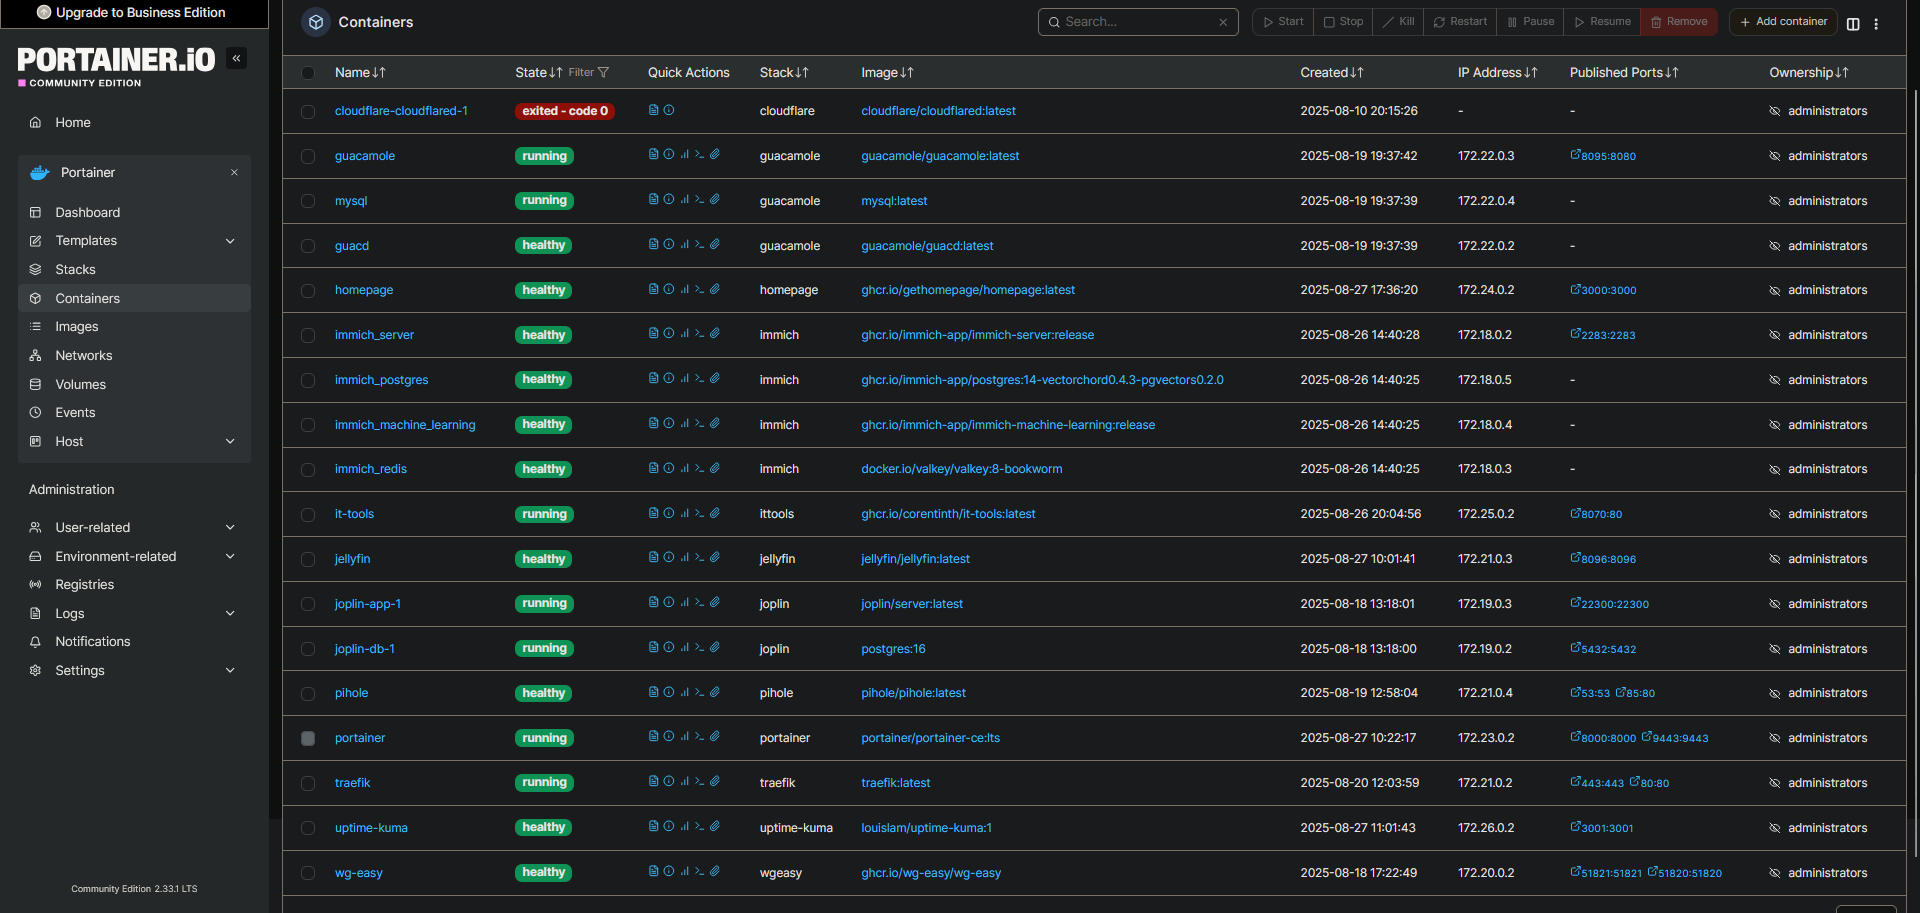 Upgrade to Business Edition
PORTAINER.iO
COMMUNITY EDITION
Home
Portainer
Dashboard
Templates
Stacks
Containers
Images
Networks
Volumes
Events
Host
Administration
User-related
Environment-related
Registries
Logs
Notifications
Settings
Community Edition 2.33.1 LTS
Containers
Search...
Start Stop Kill Restart Pause Resume Remove
Add container
Name State Filter Quick Actions Stack Image Created IP Address Published Ports Ownership
cloudflare-cloudflared-1 exited - code 0 cloudflare cloudflare/cloudflared:latest 2025-08-10 20:15:26 - - administrators
guacamole running guacamole guacamole/guacamole:latest 2025-08-19 19:37:42 172.22.0.3 8095:8080 administrators
mysql running guacamole mysql:latest 2025-08-19 19:37:39 172.22.0.4 - administrators
guacd healthy guacamole guacamole/guacd:latest 2025-08-19 19:37:39 172.22.0.2 - administrators
homepage healthy homepage ghcr.io/gethomepage/homepage:latest 2025-08-27 17:36:20 172.24.0.2 3000:3000 administrators
immich_server healthy immich ghcr.io/immich-app/immich-server:release 2025-08-26 14:40:28 172.18.0.2 2283:2283 administrators
immich_postgres healthy immich ghcr.io/immich-app/postgres:14-vectorchord0.4.3-pgvectors0.2.0 2025-08-26 14:40:25 172.18.0.5 - administrators
immich_machine_learning healthy immich ghcr.io/immich-app/immich-machine-learning:release 2025-08-26 14:40:25 172.18.0.4 - administrators
immich_redis healthy immich docker.io/valkey/valkey:8-bookworm 2025-08-26 14:40:25 172.18.0.3 - administrators
it-tools running ittools ghcr.io/corentinth/it-tools:latest 2025-08-26 20:04:56 172.25.0.2 8070:80 administrators
jellyfin healthy jellyfin jellyfin/jellyfin:latest 2025-08-27 10:01:41 172.21.0.3 8096:8096 administrators
joplin-app-1 running joplin joplin/server:latest 2025-08-18 13:18:01 172.19.0.3 22300:22300 administrators
joplin-db-1 running joplin postgres:16 2025-08-18 13:18:00 172.19.0.2 5432:5432 administrators
pihole healthy pihole pihole/pihole:latest 2025-08-19 12:58:04 172.21.0.4 53:53 85:80 administrators
portainer running portainer portainer/portainer-ce:lts 2025-08-27 10:22:17 172.23.0.2 8000:8000 9443:9443 administrators
traefik running traefik traefik:latest 2025-08-20 12:03:59 172.21.0.2 443:443 80:80 administrators
uptime-kuma healthy uptime-kuma louislam/uptime-kuma:1 2025-08-27 11:01:43 172.26.0.2 3001:3001 administrators
wg-easy healthy wgeasy ghcr.io/wg-easy/wg-easy 2025-08-18 17:22:49 172.20.0.2 51821:51821 51820:51820 administrators